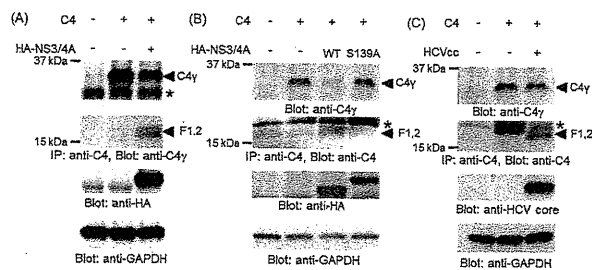 (A) C4 - + +
HA-NS3/4A - - +
37 kDa
C4γ
*
F1,2
15 kDa
IP: anti-C4, Blot: anti-C4γ
Blot: anti-HA
Blot: anti-GAPDH
(B) C4 - + + +
HA-NS3/4A - - WT S139A
37 kDa
C4γ
Blot: anti-C4γ
*
F1,2
15 kDa
IP: anti-C4, Blot: anti-C4
Blot: anti-HA
Blot: anti-GAPDH
(C) C4 - + +
HCVcc - - +
37 kDa
C4γ
Blot: anti-C4γ
*
F1,2
15 kDa
IP: anti-C4, Blot: anti-C4
Blot: anti-HCV core
Blot: anti-GAPDH